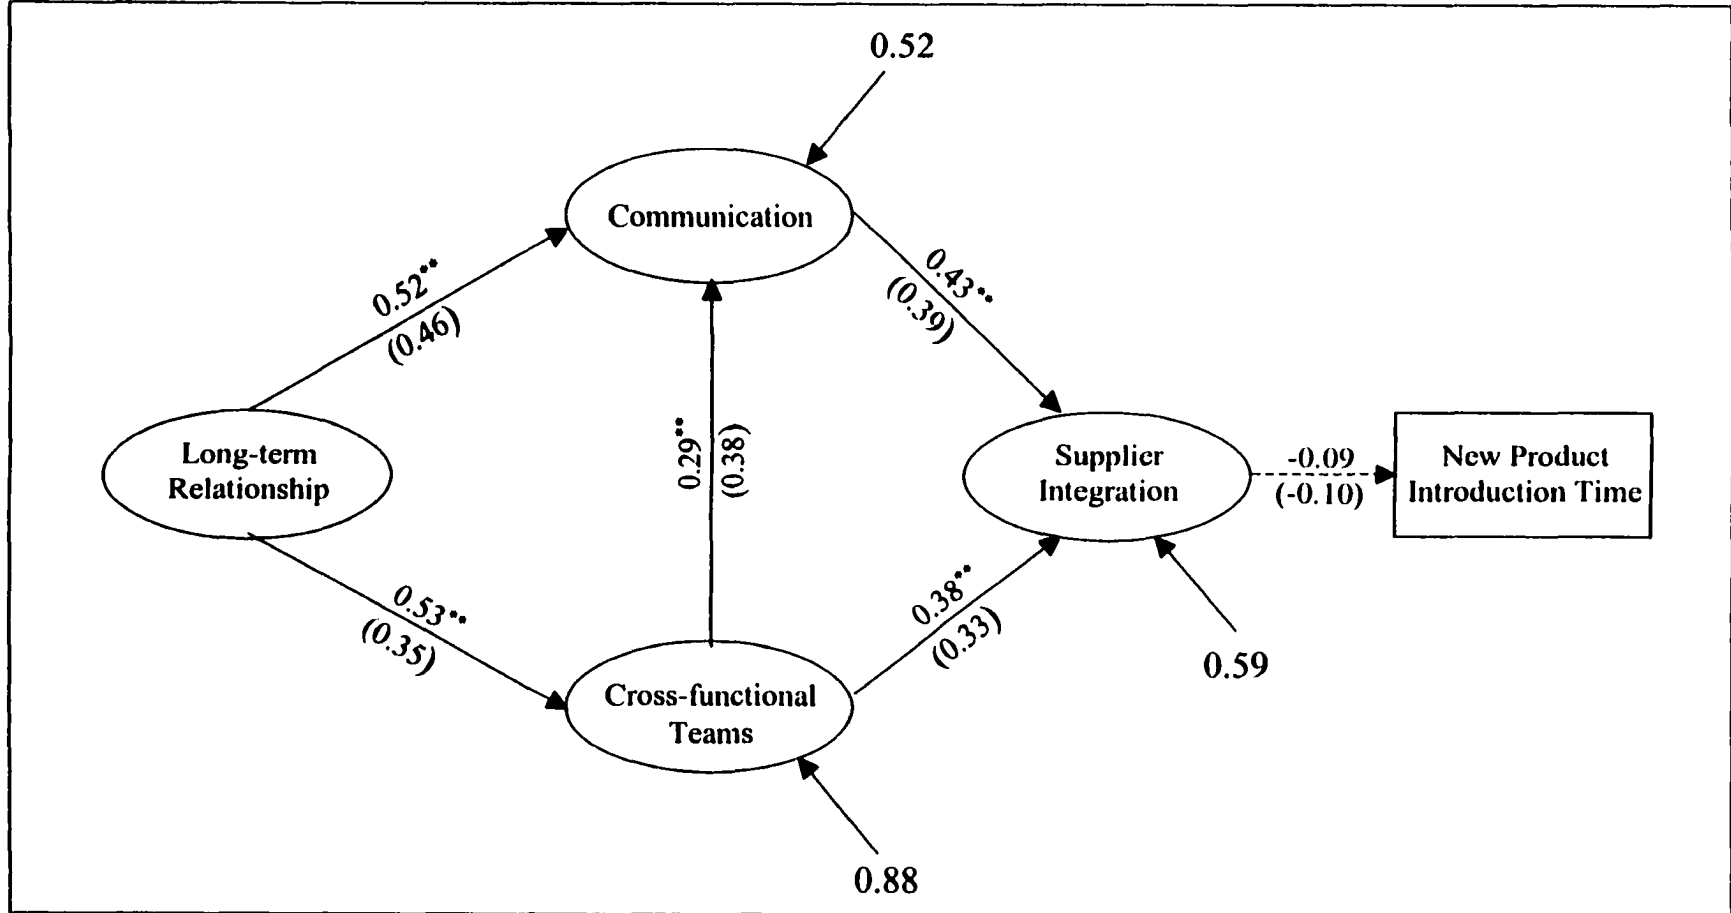 0.52
Communication
0.52**
(0.46)
0.43**
(0.39)
0.29**
(0.38)
Long-term
Relationship
Supplier
Integration
-0.09
(-0.10)
New Product
Introduction Time
0.53**
(0.35)
0.38**
(0.33)
0.59
Cross-functional
Teams
0.88